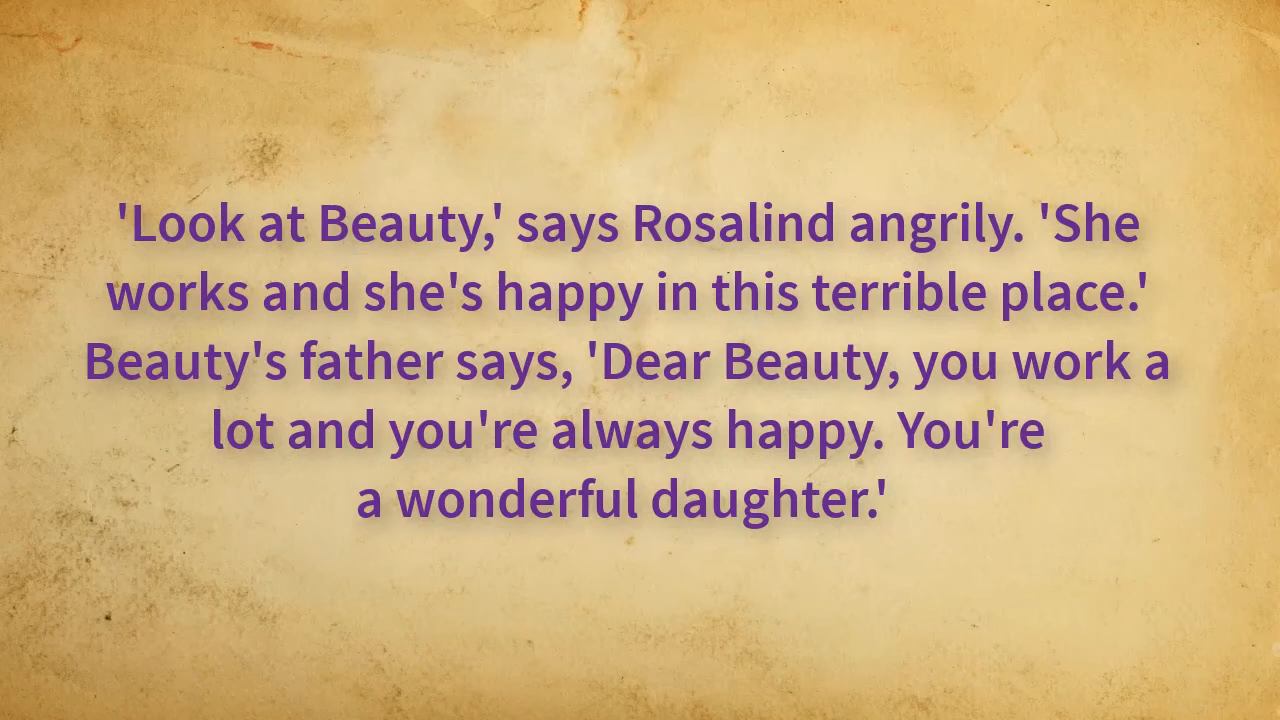 'Look at Beauty,' says Rosalind angrily. 'She
works and she's happy in this terrible place.'
Beauty's father says, 'Dear Beauty, you work a
lot and you're always happy. You're
a wonderful daughter.'